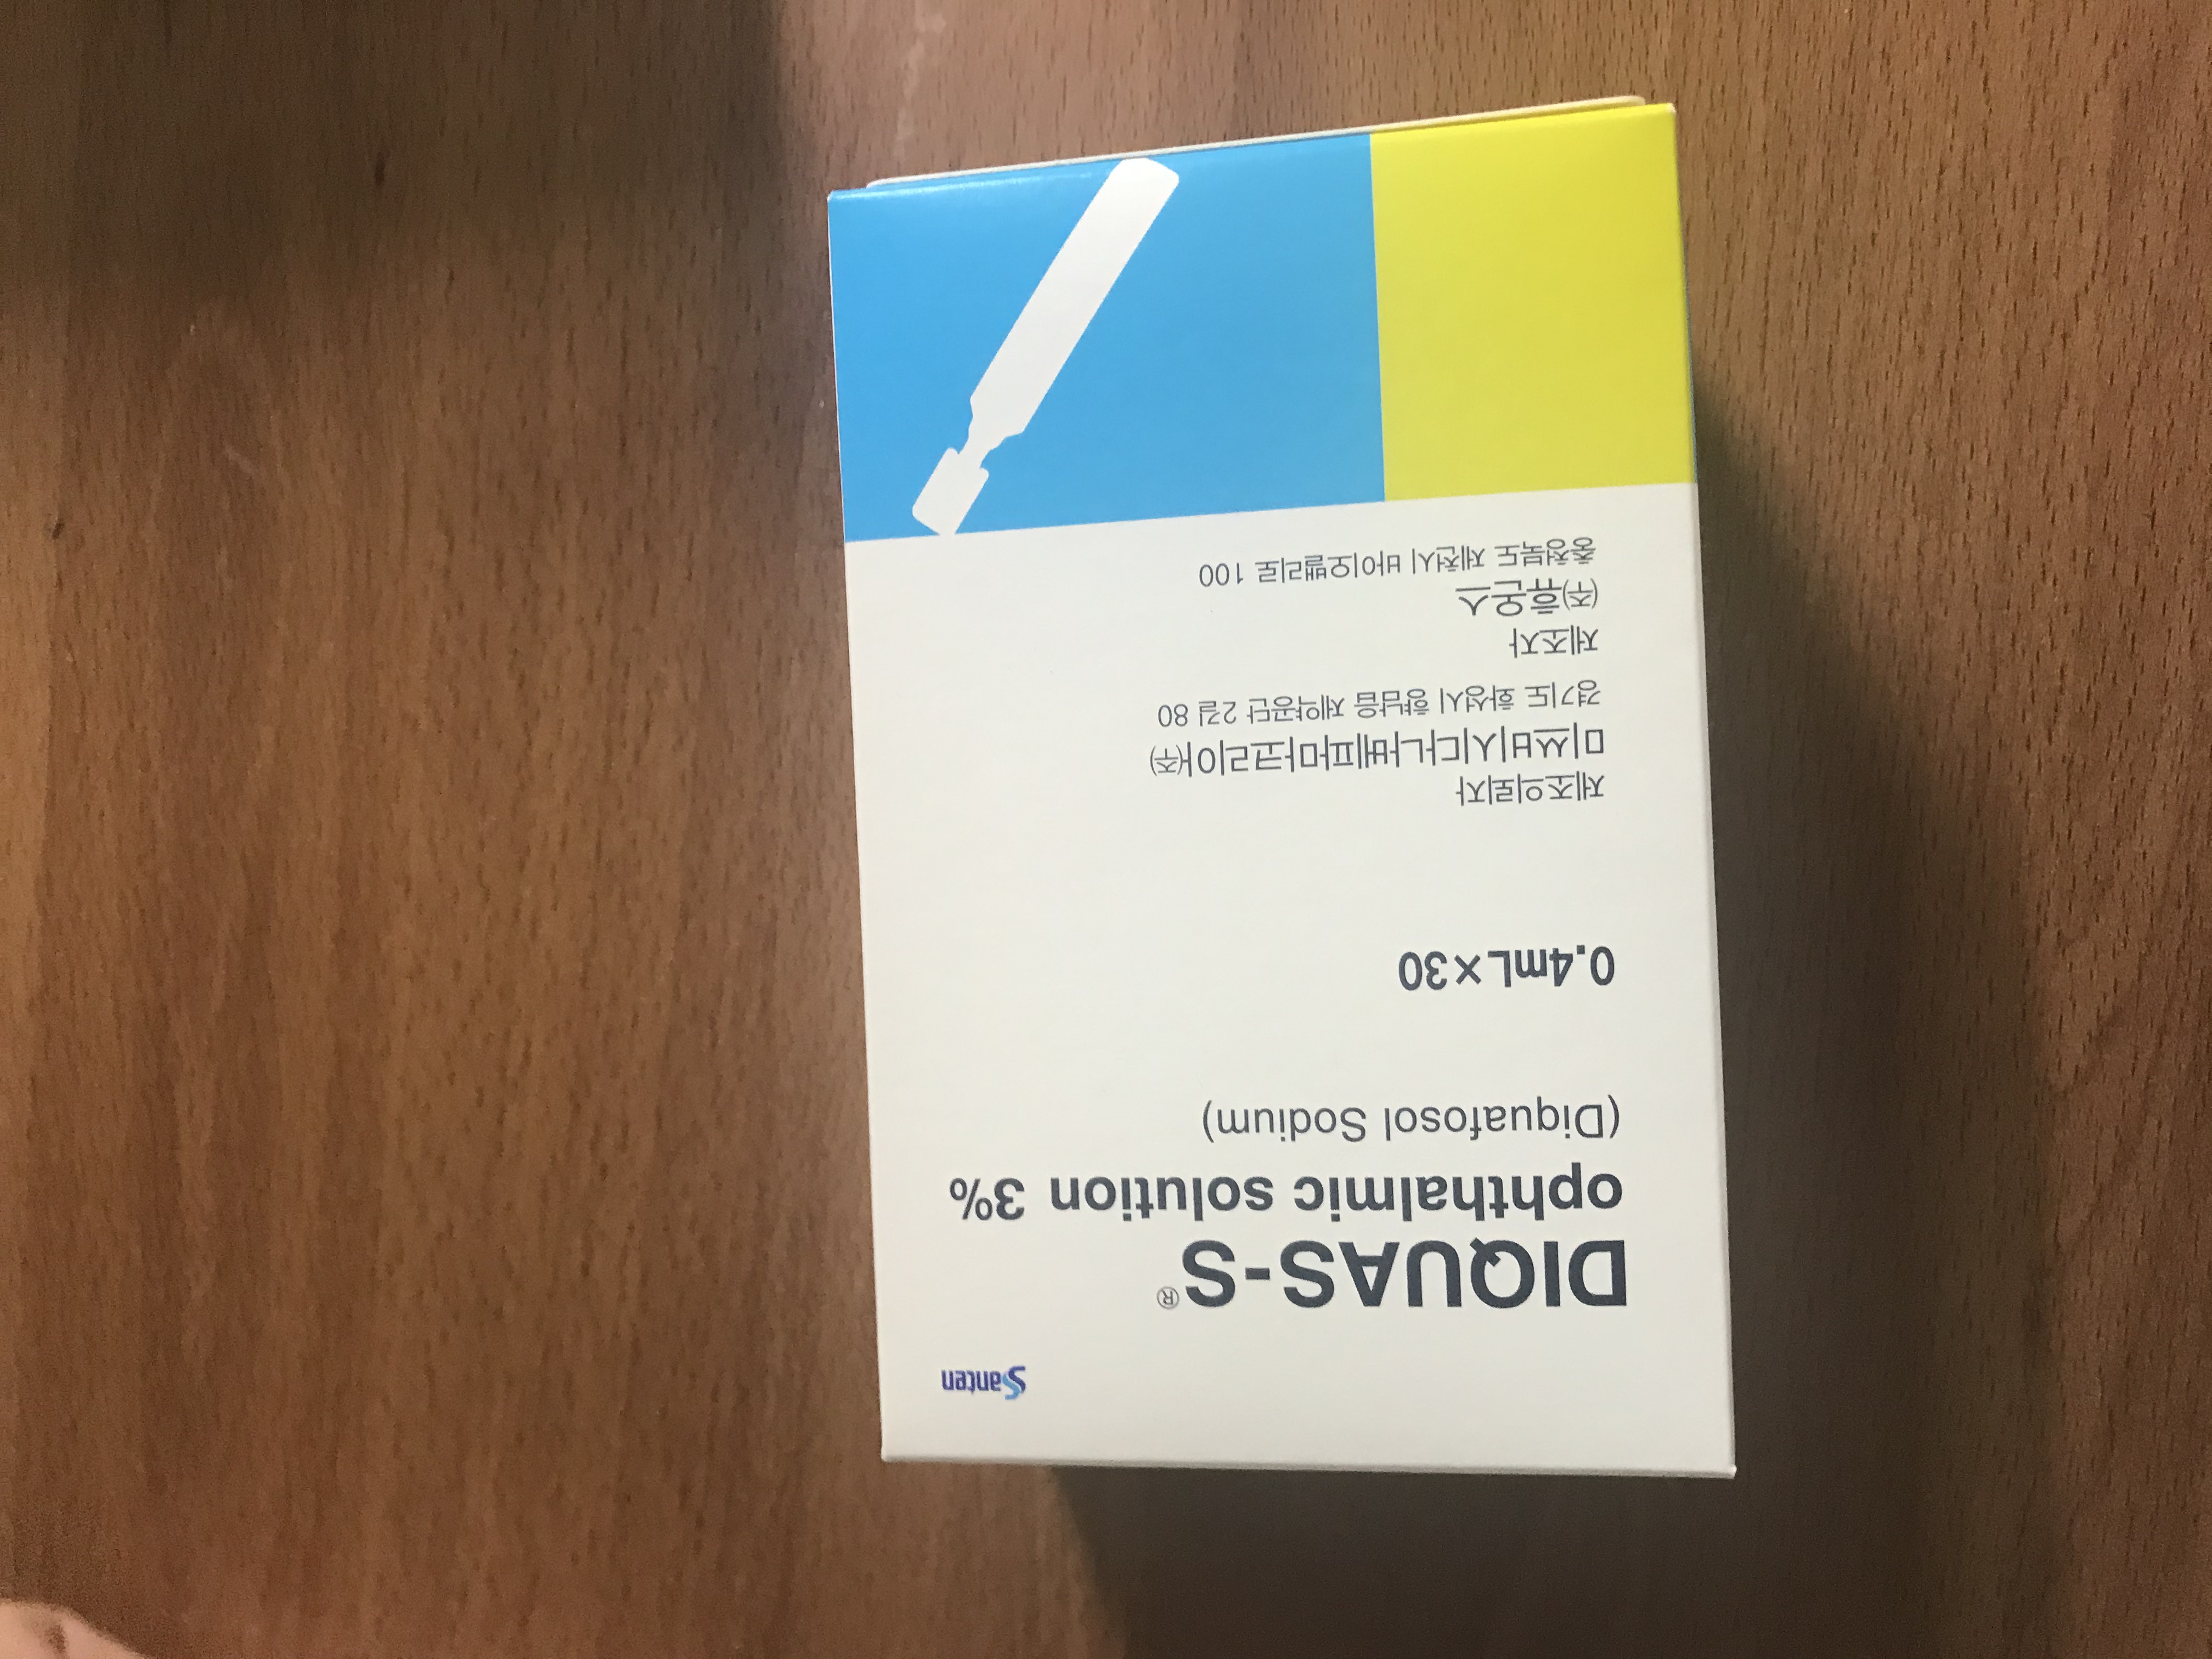 Santen
DIQUAS-S®
ophthalmic solution 3%
(Diquafosol Sodium)
0.4mL×30
제조의뢰자
미쓰비시다나베파마코리아(주)
경기도 화성시 향남읍 제약공단 2길 80
제조자
(주)휴온스
충청북도 제천시 바이오밸리로 100